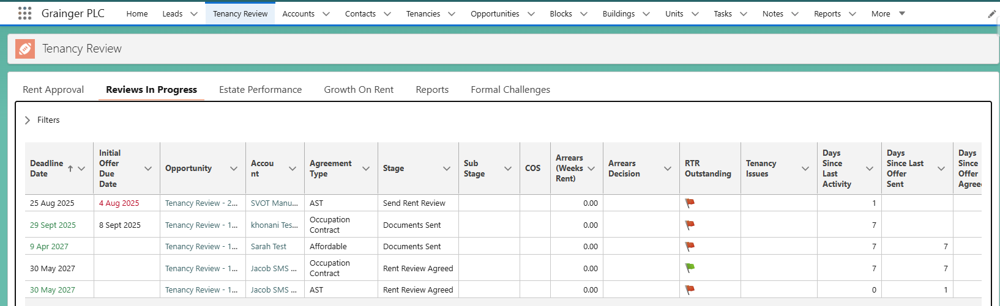 Grainger PLC Home Leads Tenancy Review Accounts Contacts Tenancies Opportunities Blocks Buildings Units Tasks Notes Reports More
Tenancy Review
Rent Approval Reviews In Progress Estate Performance Growth On Rent Reports Formal Challenges
Filters
Deadline Date Initial Offer Due Date Opportunity Accou nt Agreement Type Stage Sub Stage COS Arrears (Weeks Rent) Arrears Decision RTR Outstanding Tenancy Issues Days Since Last Activity Days Since Last Offer Sent Days Since Offer Agree
25 Aug 2025 4 Aug 2025 Tenancy Review - 2... SVOT Manu... AST Send Rent Review 0.00 1
29 Sept 2025 8 Sept 2025 Tenancy Review - 1... khonani Tes... Occupation Contract Documents Sent 0.00 7
9 Apr 2027 Tenancy Review - 1... Sarah Test Affordable Documents Sent 0.00 7 7
30 May 2027 Tenancy Review - 1... Jacob SMS ... Occupation Contract Rent Review Agreed 0.00 7 7
30 May 2027 Tenancy Review - 1... Jacob SMS ... AST Rent Review Agreed 0.00 0 1